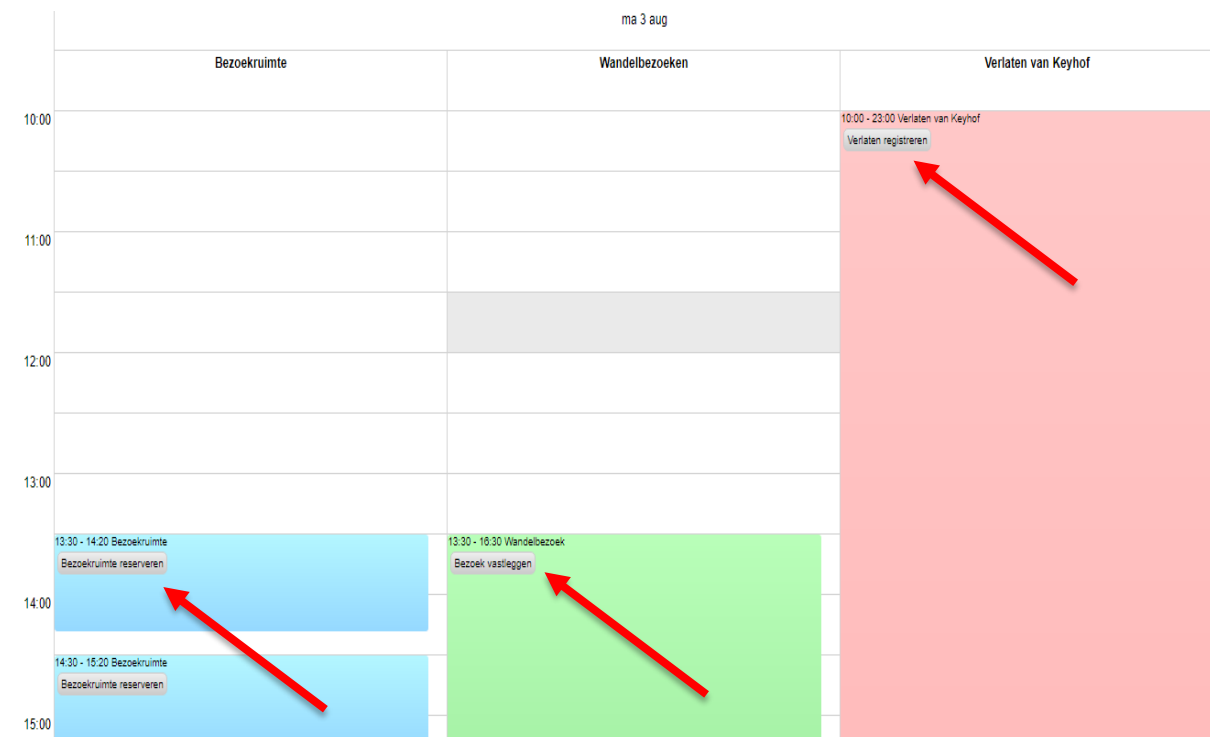 ma 3 aug
Bezoekruimte
Wandelbezoeken
Verlaten van Keyhof
10:00
10:00 - 23:00 Verlaten van Keyhof
Verlaten registreren
11:00
12:00
13:00
13:30 - 14:20 Bezoekruimte
Bezoekruimte reserveren
13:30 - 16:30 Wandelbezoek
Bezoek vastleggen
14:00
14:30 - 15:20 Bezoekruimte
Bezoekruimte reserveren
15:00